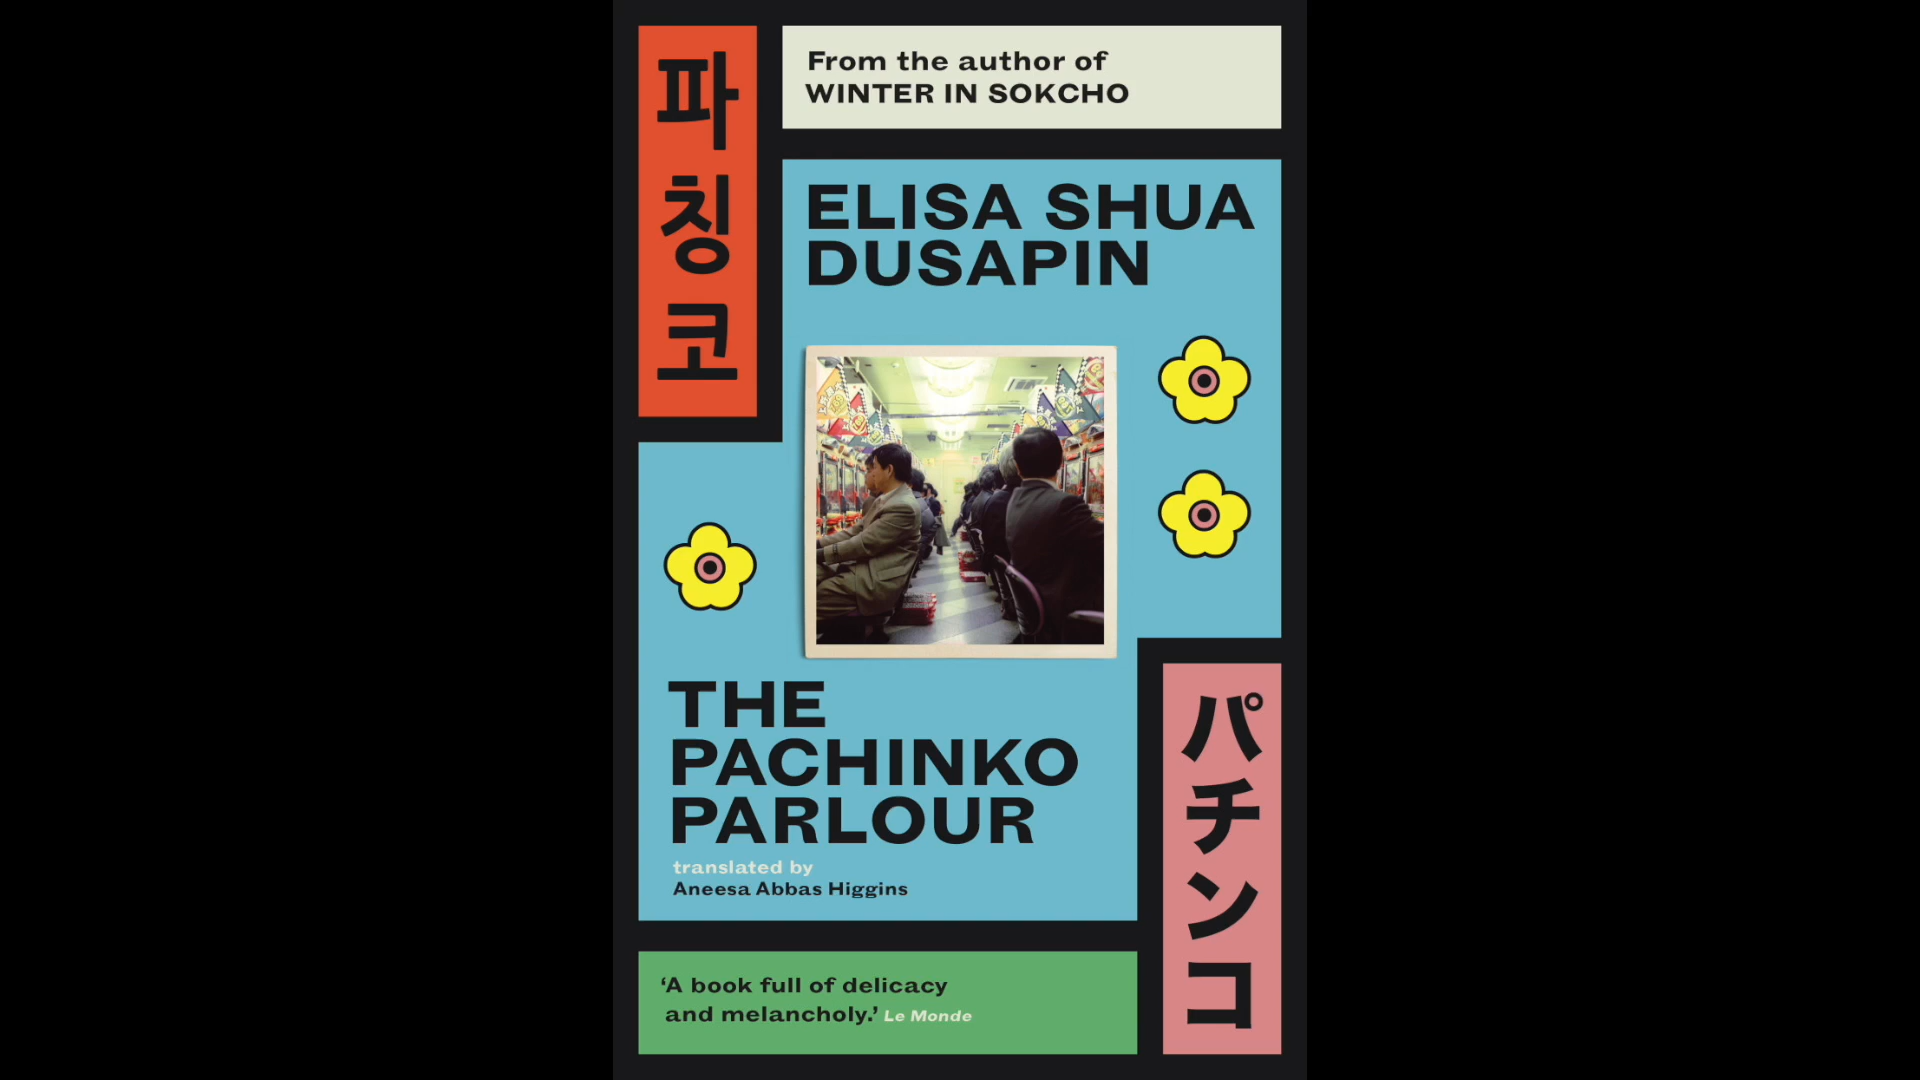 파칭코
From the author of
WINTER IN SOKCHO
ELISA SHUA
DUSAPIN
THE
PACHINKO
PARLOUR
translated by
Aneesa Abbas Higgins
パチンコ
‘A book full of delicacy
and melancholy.’ Le Monde